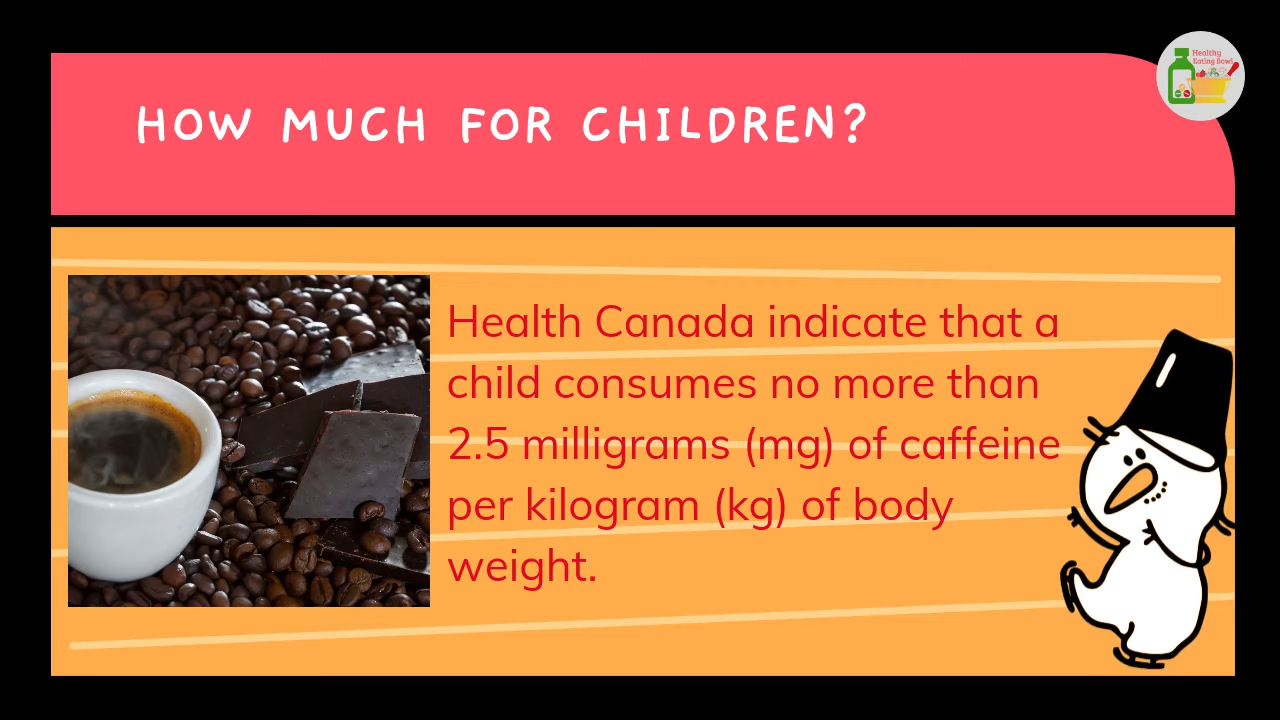 Healthy
Eating Bowl
HOW MUCH FOR CHILDREN?
Health Canada indicate that a
child consumes no more than
2.5 milligrams (mg) of caffeine
per kilogram (kg) of body
weight.